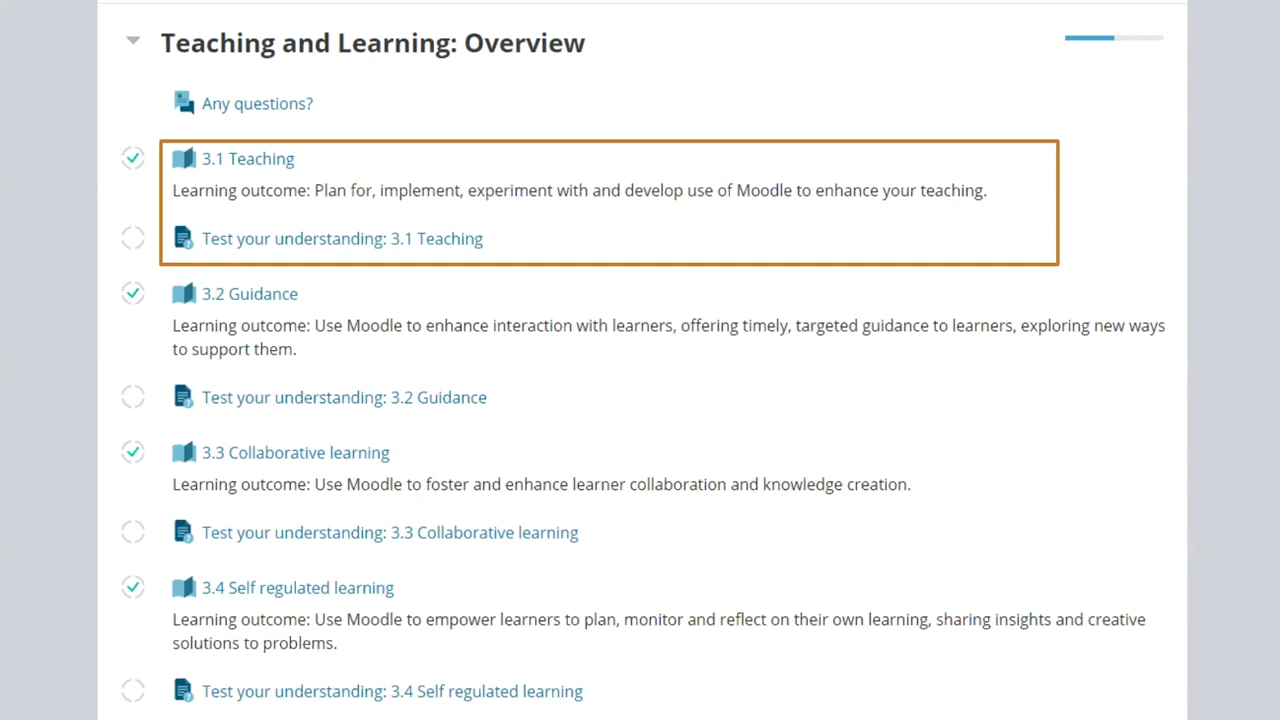 Teaching and Learning: Overview
Any questions?
3.1 Teaching
Learning outcome: Plan for, implement, experiment with and develop use of Moodle to enhance your teaching.
Test your understanding: 3.1 Teaching
3.2 Guidance
Learning outcome: Use Moodle to enhance interaction with learners, offering timely, targeted guidance to learners, exploring new ways
to support them.
Test your understanding: 3.2 Guidance
3.3 Collaborative learning
Learning outcome: Use Moodle to foster and enhance learner collaboration and knowledge creation.
Test your understanding: 3.3 Collaborative learning
3.4 Self regulated learning
Learning outcome: Use Moodle to empower learners to plan, monitor and reflect on their own learning, sharing insights and creative
solutions to problems.
Test your understanding: 3.4 Self regulated learning